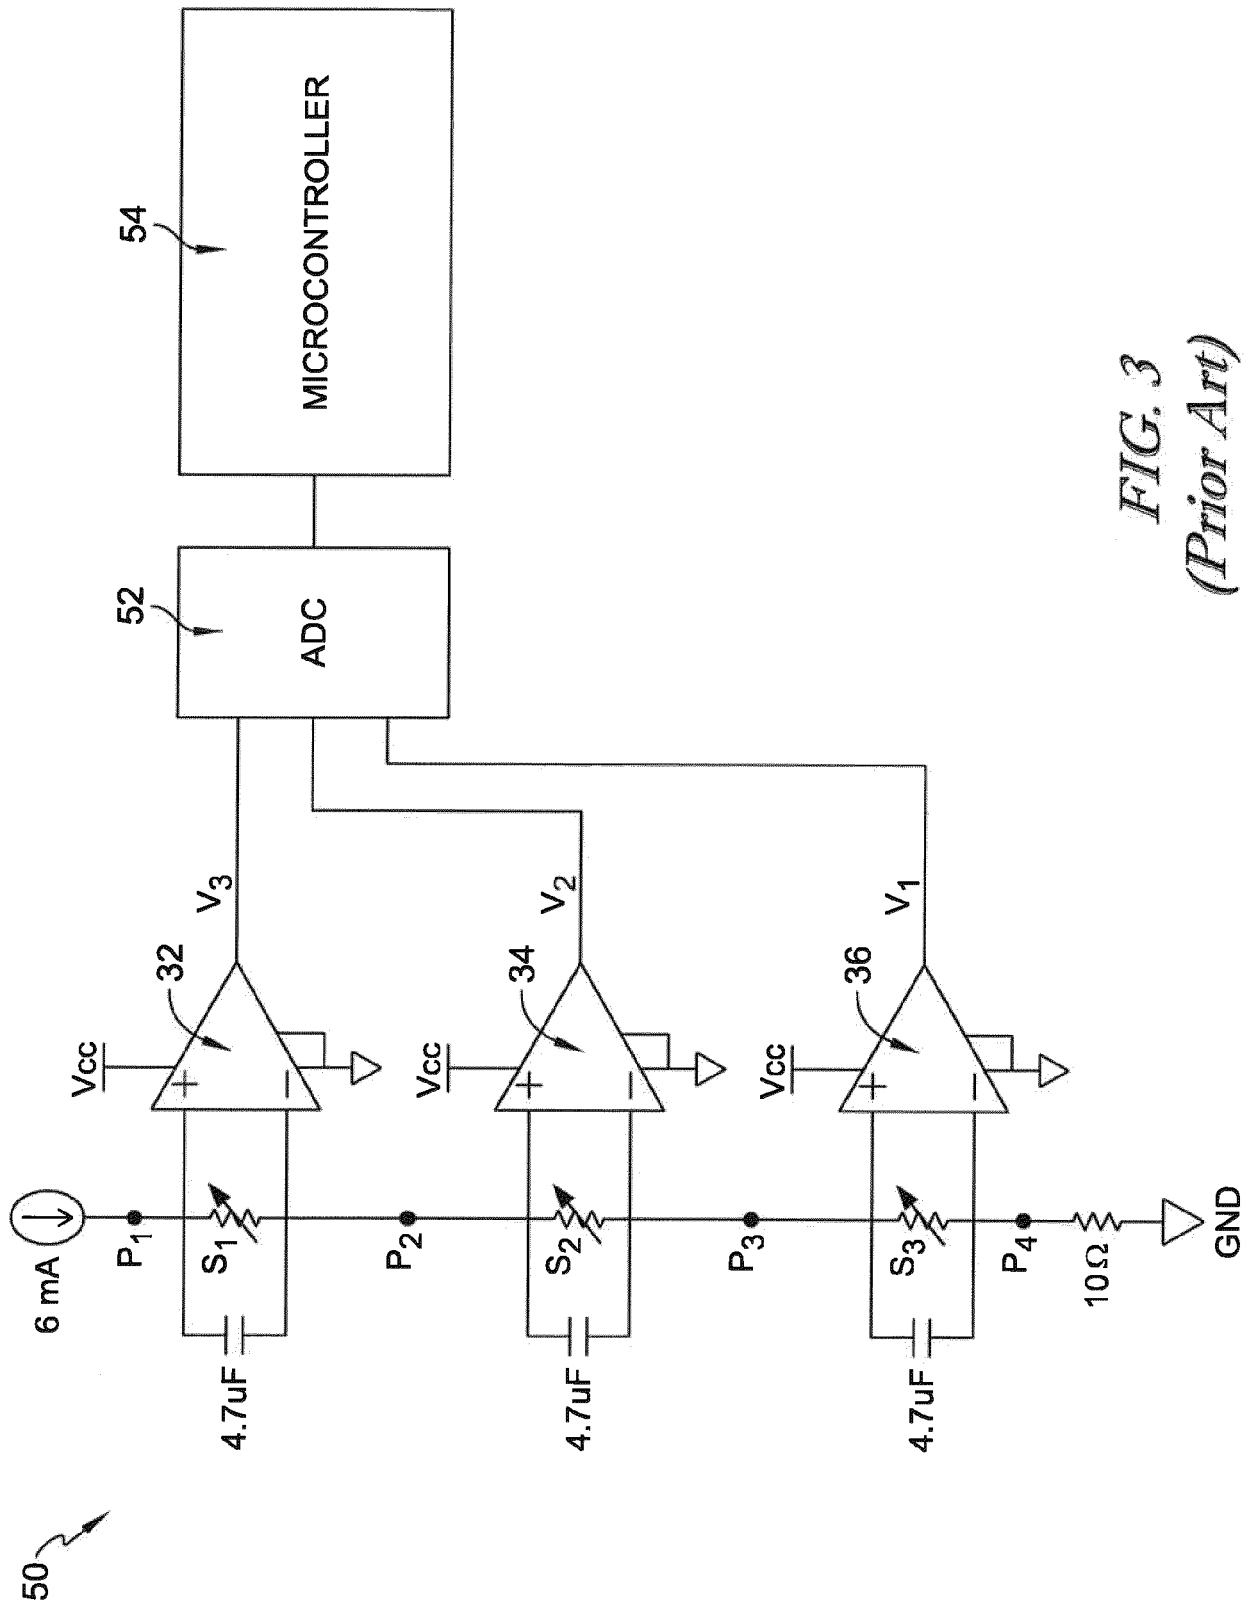 50
6 mA
P1
S1
4.7uF
Vcc
32
V3
P2
S2
4.7uF
Vcc
34
V2
P3
S3
4.7uF
Vcc
36
V1
P4
10Ω
GND
52
ADC
54
MICROCONTROLLER
FIG. 3
(Prior Art)